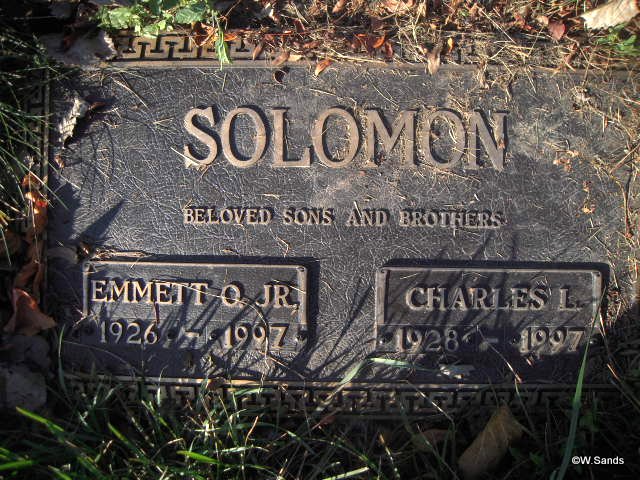 SOLOMON
BELOVED SONS AND BROTHERS
EMMETT O. JR.
1926 - 1997
CHARLES L.
1928 - 1997
©W.Sands